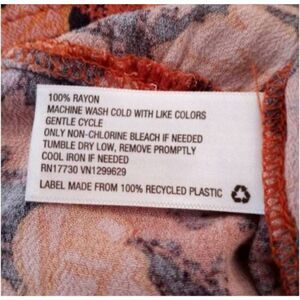 100% RAYON
MACHINE WASH COLD WITH LIKE COLORS
GENTLE CYCLE
ONLY NON-CHLORINE BLEACH IF NEEDED
TUMBLE DRY LOW, REMOVE PROMPTLY
COOL IRON IF NEEDED
RN17730 VN1299629
LABEL MADE FROM 100% RECYCLED PLASTIC